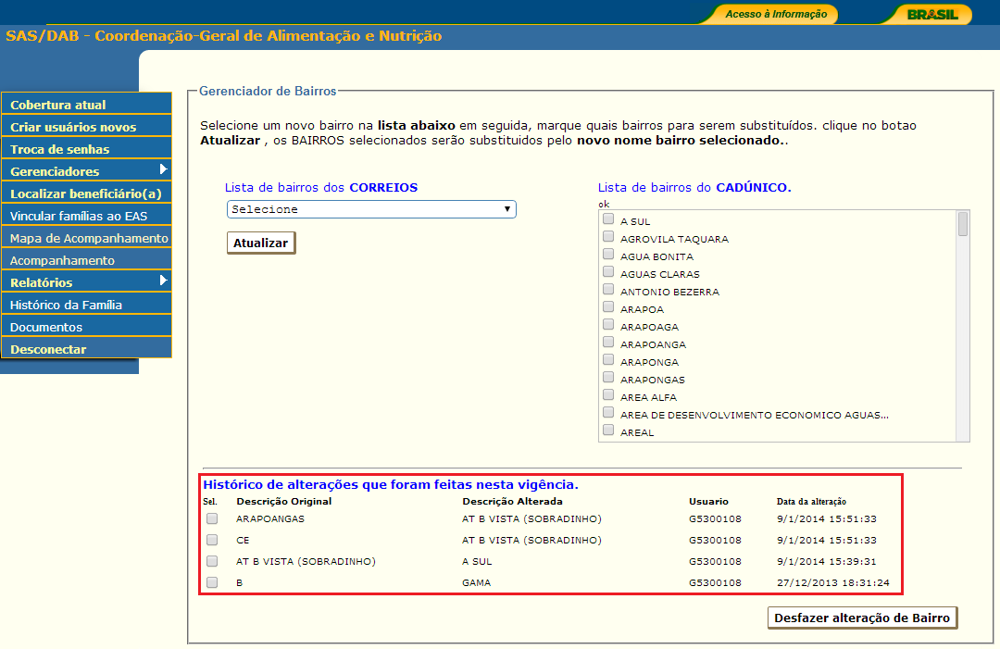 Acesso à Informação
BRASIL
SAS/DAB - Coordenação-Geral de Alimentação e Nutrição
Cobertura atual
Criar usuários novos
Troca de senhas
Gerenciadores
Localizar beneficiário(a)
Vincular famílias ao EAS
Mapa de Acompanhamento
Acompanhamento
Relatórios
Histórico da Família
Documentos
Desconectar
Gerenciador de Bairros
Selecione um novo bairro na lista abaixo em seguida, marque quais bairros para serem substituídos. clique no botao
Atualizar , os BAIRROS selecionados serão substituidos pelo novo nome bairro selecionado..
Lista de bairros dos CORREIOS
Selecione
Atualizar
Lista de bairros do CADÚNICO.
ok
A SUL
AGROVILA TAQUARA
AGUA BONITA
AGUAS CLARAS
ANTONIO BEZERRA
ARAPOA
ARAPOAGA
ARAPOANGA
ARAPONGA
ARAPONGAS
AREA ALFA
AREA DE DESENVOLVIMENTO ECONOMICO AGUAS...
AREAL
Histórico de alterações que foram feitas nesta vigência.
Sel. Descrição Original Descrição Alterada Usuario Data da alteração
ARAPOANGAS AT B VISTA (SOBRADINHO) G5300108 9/1/2014 15:51:33
CE AT B VISTA (SOBRADINHO) G5300108 9/1/2014 15:51:33
AT B VISTA (SOBRADINHO) A SUL G5300108 9/1/2014 15:39:31
B GAMA G5300108 27/12/2013 18:31:24
Desfazer alteração de Bairro